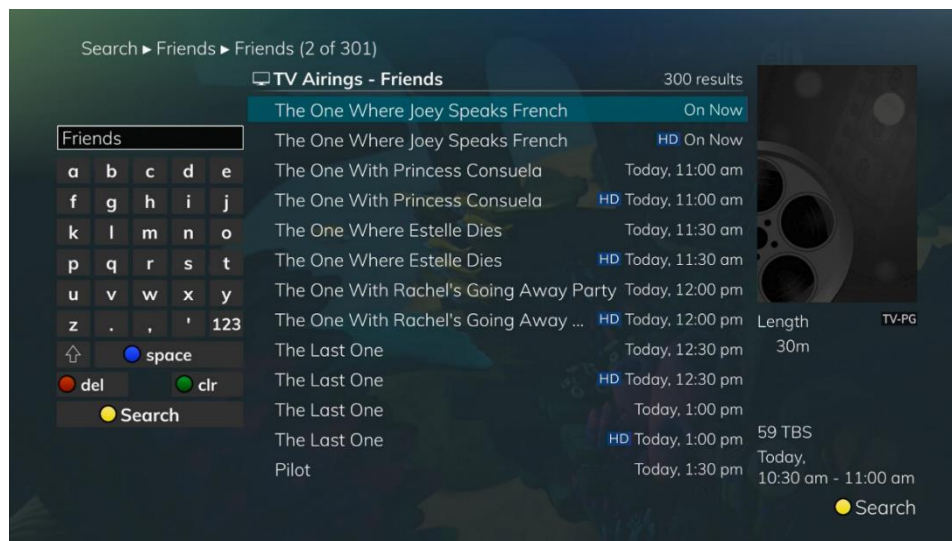 Search ▸ Friends ▸ Friends (2 of 301)
TV Airings - Friends 300 results
The One Where Joey Speaks French On Now
The One Where Joey Speaks French HD On Now
The One With Princess Consuela Today, 11:00 am
The One With Princess Consuela HD Today, 11:00 am
The One Where Estelle Dies Today, 11:30 am
The One Where Estelle Dies HD Today, 11:30 am
The One With Rachel's Going Away Party Today, 12:00 pm
The One With Rachel's Going Away ... HD Today, 12:00 pm
The Last One Today, 12:30 pm
The Last One HD Today, 12:30 pm
The Last One Today, 1:00 pm
The Last One HD Today, 1:00 pm
Pilot Today, 1:30 pm
Friends
a b c d e
f g h i j
k l m n o
p q r s t
u v w x y
z . , ' 123
space
del clr
Search
Length TV-PG
30m
59 TBS
Today,
10:30 am - 11:00 am
Search